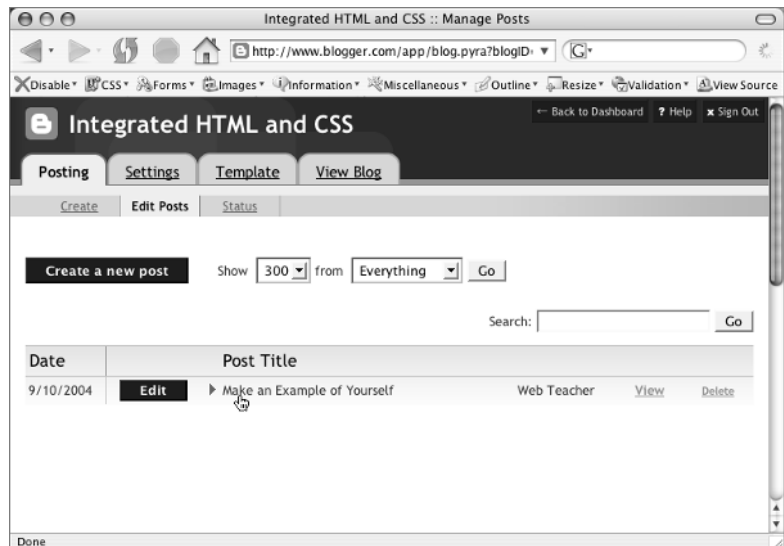 Integrated HTML and CSS :: Manage Posts
http://www.blogger.com/app/blog.pyra?blogID G
Disable CSS Forms Images Information Miscellaneous Outline Resize Validation View Source
← Back to Dashboard ? Help x Sign Out
Integrated HTML and CSS
Posting Settings Template View Blog
Create Edit Posts Status
Create a new post Show 300 from Everything Go
Search: Go
Date Post Title
9/10/2004 Edit Make an Example of Yourself Web Teacher View Delete
Done